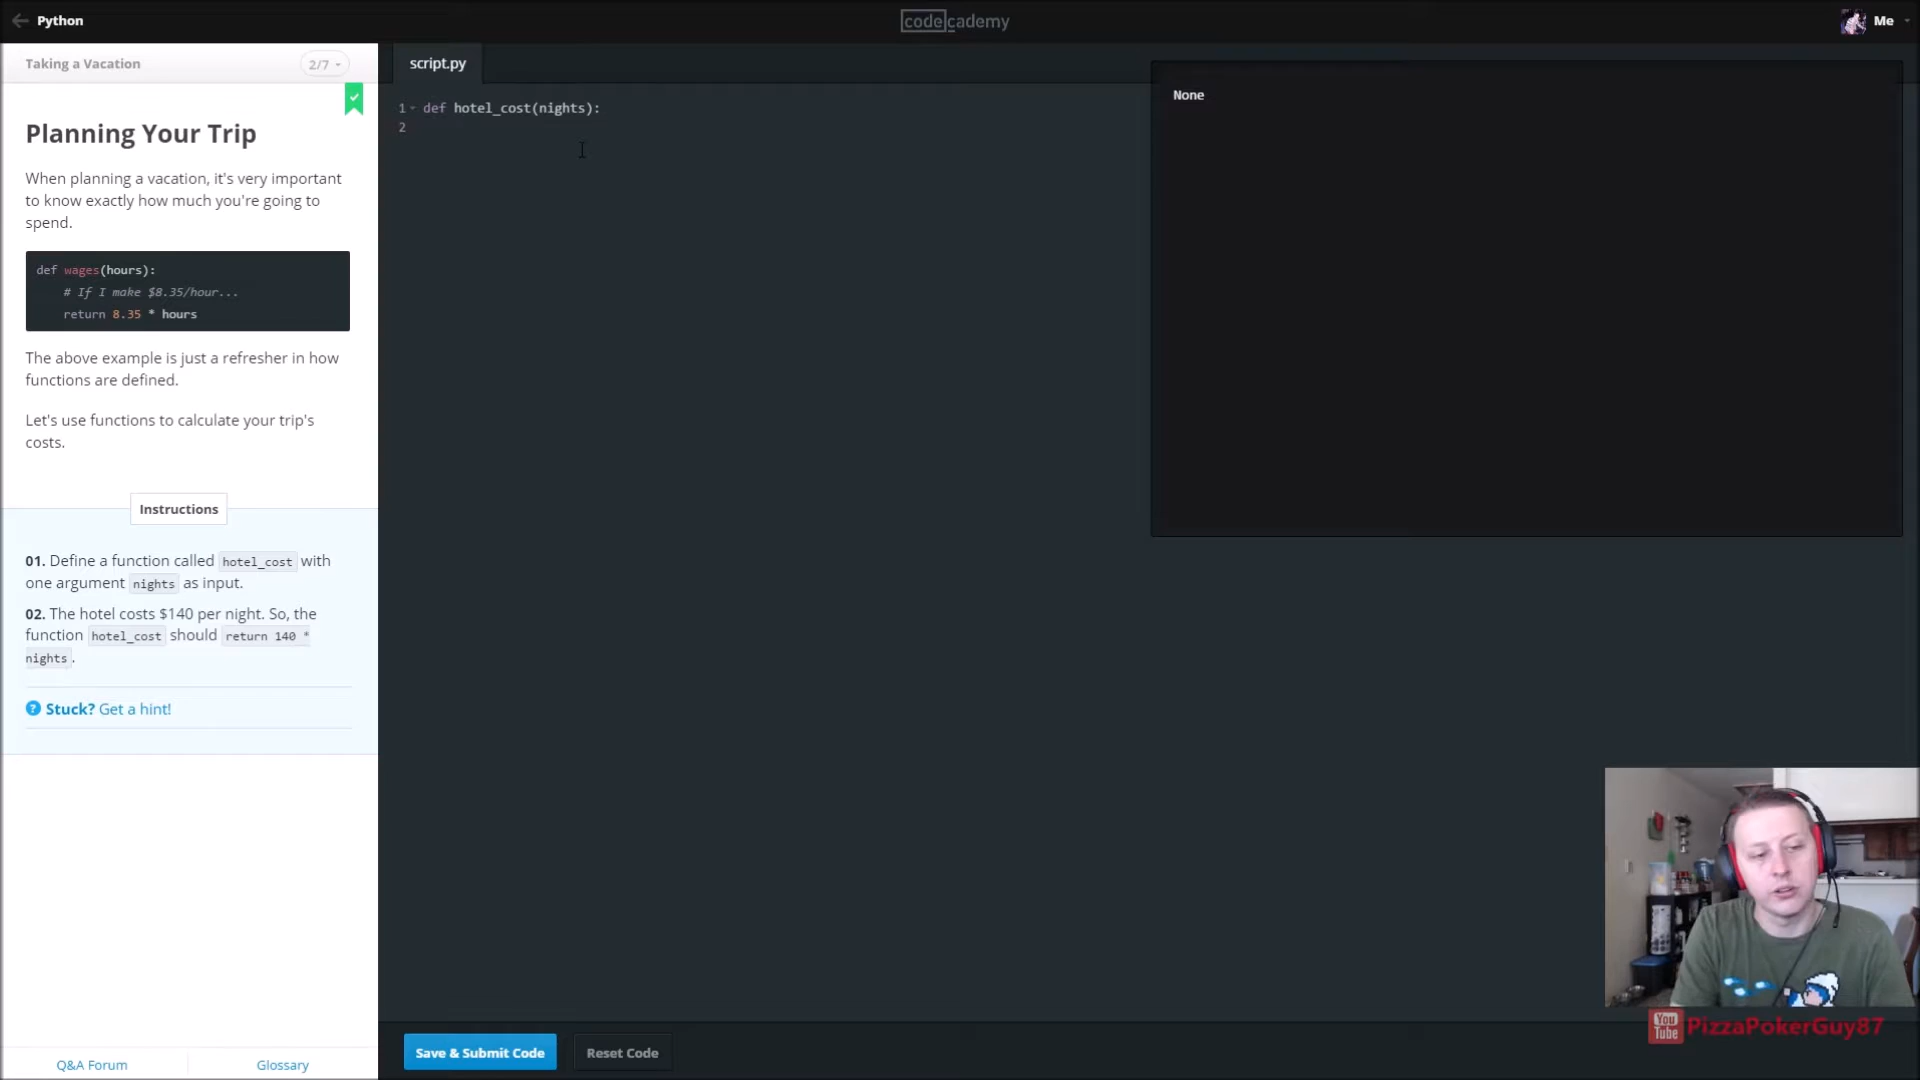 Python
codecademy
Me
Taking a Vacation
2/7
script.py
1 def hotel_cost(nights):
2
None
Planning Your Trip
When planning a vacation, it's very important
to know exactly how much you're going to
spend.
def wages(hours):
# If I make $8.35/hour...
return 8.35 * hours
The above example is just a refresher in how
functions are defined.
Let's use functions to calculate your trip's
costs.
Instructions
01. Define a function called hotel_cost with
one argument nights as input.
02. The hotel costs $140 per night. So, the
function hotel_cost should return 140 *
nights.
? Stuck? Get a hint!
Q&A Forum
Glossary
Save & Submit Code
Reset Code
You Tube PizzaPokerGuy87